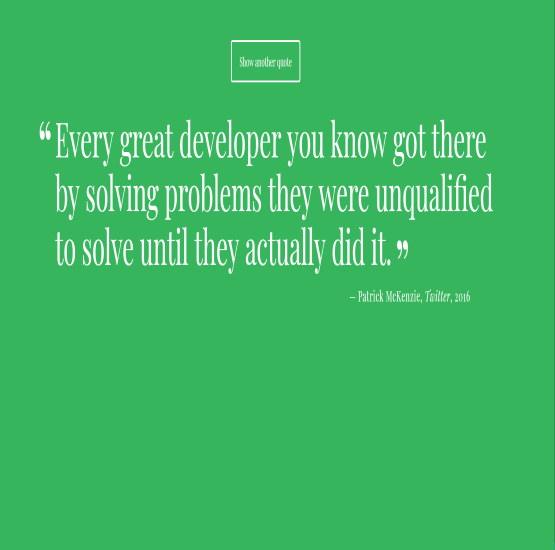 Show another quote
“ Every great developer you know got there
by solving problems they were unqualified
to solve until they actually did it. ”
– Patrick McKenzie, Twitter, 2016